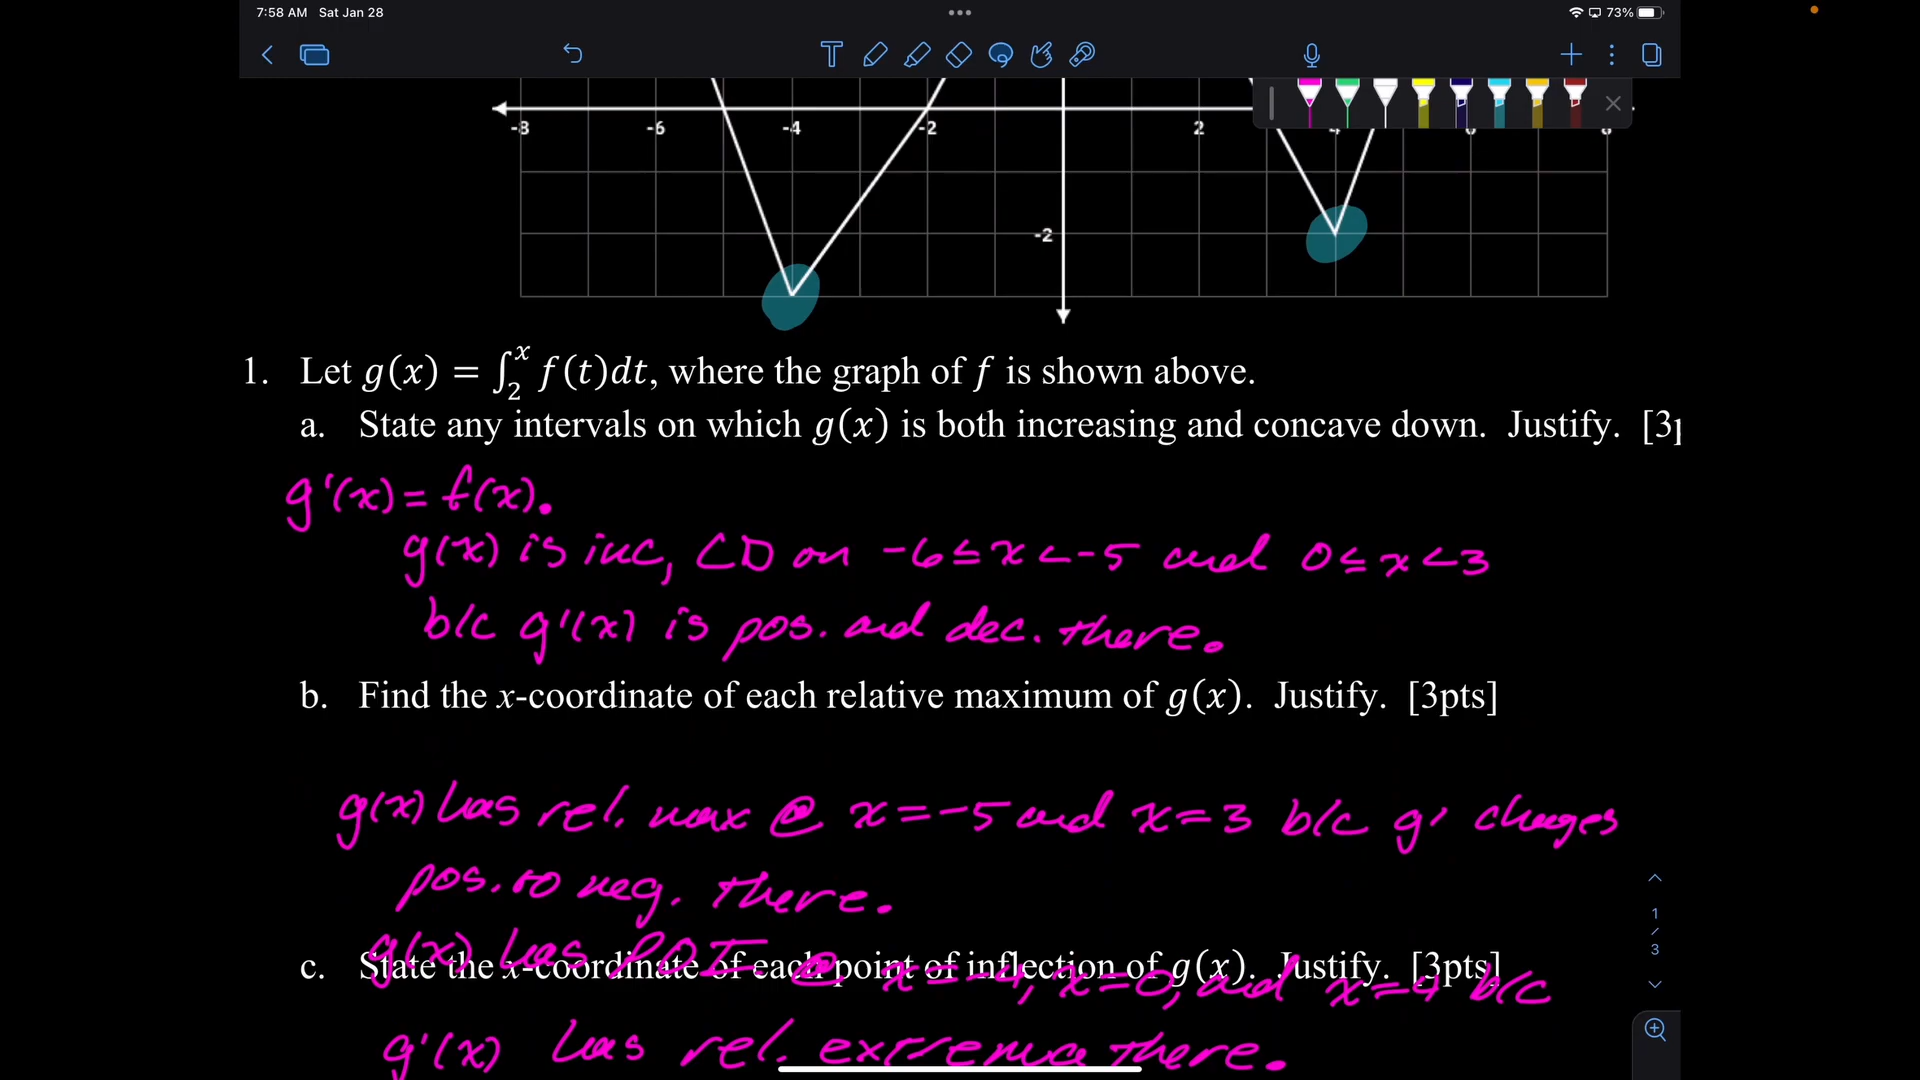 7:58 AM Sat Jan 28
73%
T
-8 -6 -4 -2 2
-2
1. Let g(x) = ∫₂ˣ f(t)dt, where the graph of f is shown above.
a. State any intervals on which g(x) is both increasing and concave down. Justify. [3p
g'(x) = f(x).
g(x) is inc, CD on -6≤x<-5 and 0≤x<3
b/c g'(x) is pos. and dec. there.
b. Find the x-coordinate of each relative maximum of g(x). Justify. [3pts]
g(x) has rel. max @ x=-5 and x=3 b/c g' changes
pos. to neg. there.
g(x) has POI @ x=-4, x=0, and x=4 b/c
c. State the x-coordinate of each point of inflection of g(x). Justify. [3pts]
g'(x) has rel. extrema there.
1
/
3